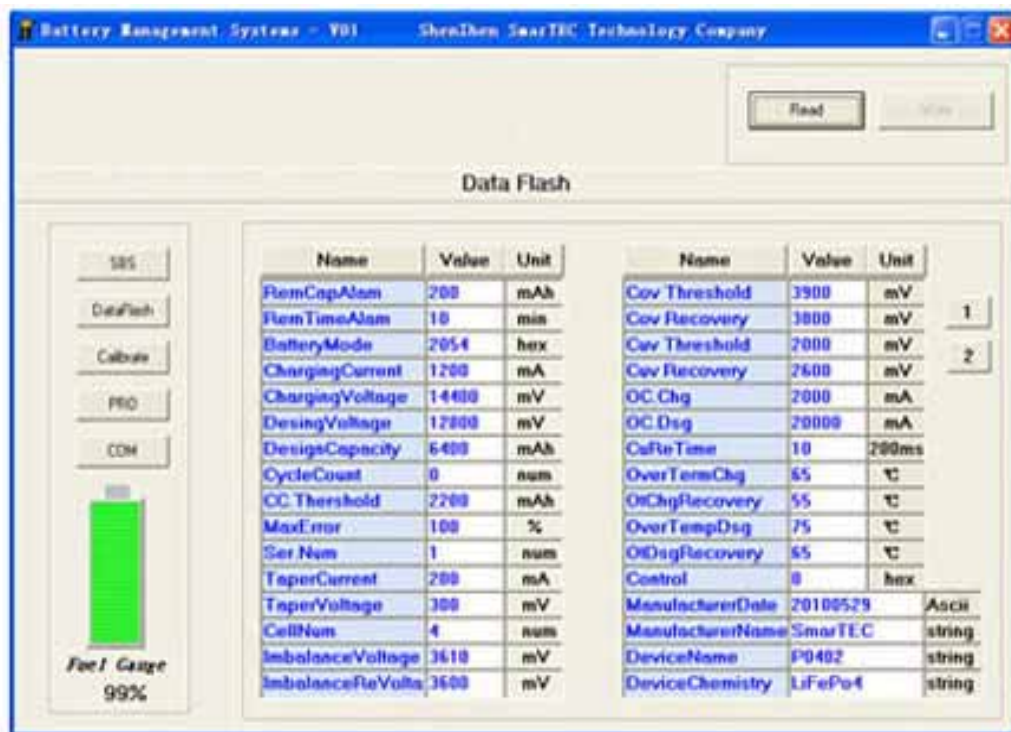 Battery Management Systems - V01 ShenZhen SmarTEC Technology Company
Read
Data Flash
SBS
DataFlash
Calibrate
PRO
COM
Fuel Gauge
99%
Name Value Unit
RemCapAlam 200 mAh
RemTimeAlam 10 min
BatteryMode 2054 hex
ChargingCurrent 1200 mA
ChargingVoltage 14400 mV
DesingVoltage 12800 mV
DesignCapacity 6400 mAh
CycleCount 0 num
CC.Thershold 2200 mAh
MaxError 100 %
Ser.Num 1 num
TaperCurrent 200 mA
TaperVoltage 300 mV
CellNum 4 num
ImbalanceVoltage 3610 mV
ImbalanceReVolta 3600 mV
Name Value Unit
Cov Threshold 3900 mV
Cov Recovery 3800 mV
Cuv Threshold 2000 mV
Cuv Recovery 2600 mV
OC.Chg 2000 mA
OC.Dsg 20000 mA
CuReTime 10 200ms
OverTermChg 65 ℃
OtChgRecovery 55 ℃
OverTempDsg 75 ℃
OtDsgRecovery 65 ℃
Control 0 hex
ManufacturerDate 20100529 Ascii
ManufacturerName SmarTEC string
DeviceName P0402 string
DeviceChemistry LiFePo4 string
1
2